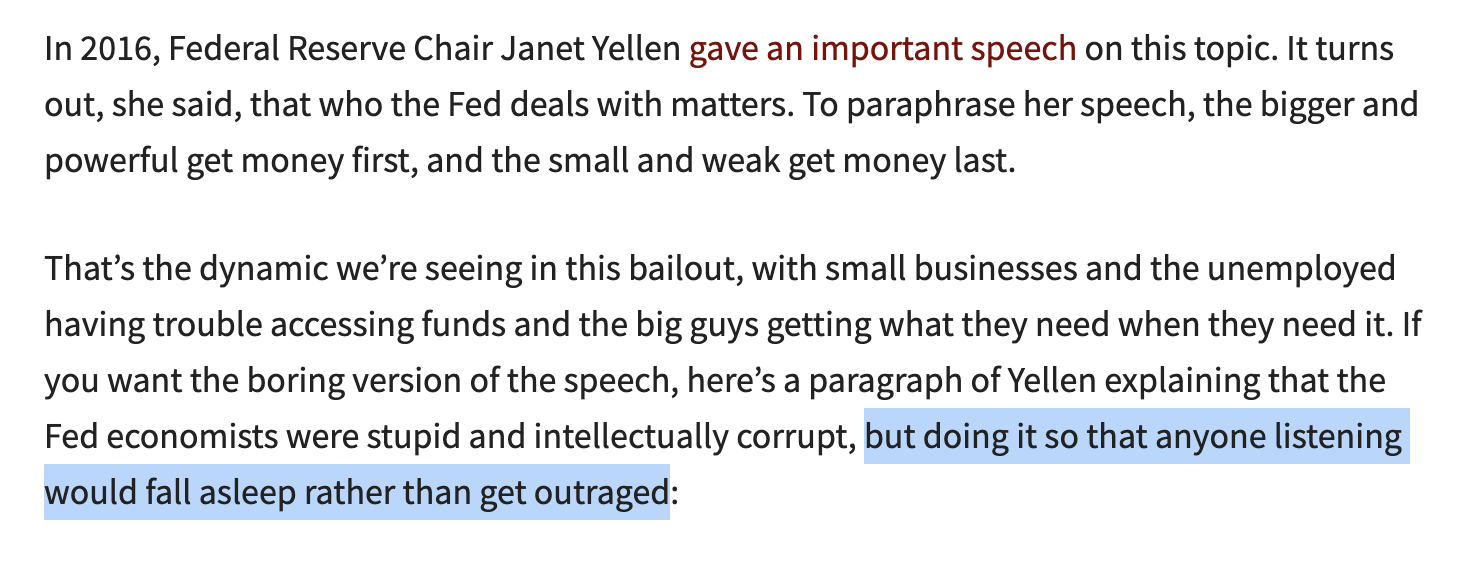 In 2016, Federal Reserve Chair Janet Yellen gave an important speech on this topic. It turns
out, she said, that who the Fed deals with matters. To paraphrase her speech, the bigger and
powerful get money first, and the small and weak get money last.
That’s the dynamic we’re seeing in this bailout, with small businesses and the unemployed
having trouble accessing funds and the big guys getting what they need when they need it. If
you want the boring version of the speech, here’s a paragraph of Yellen explaining that the
Fed economists were stupid and intellectually corrupt, but doing it so that anyone listening
would fall asleep rather than get outraged: